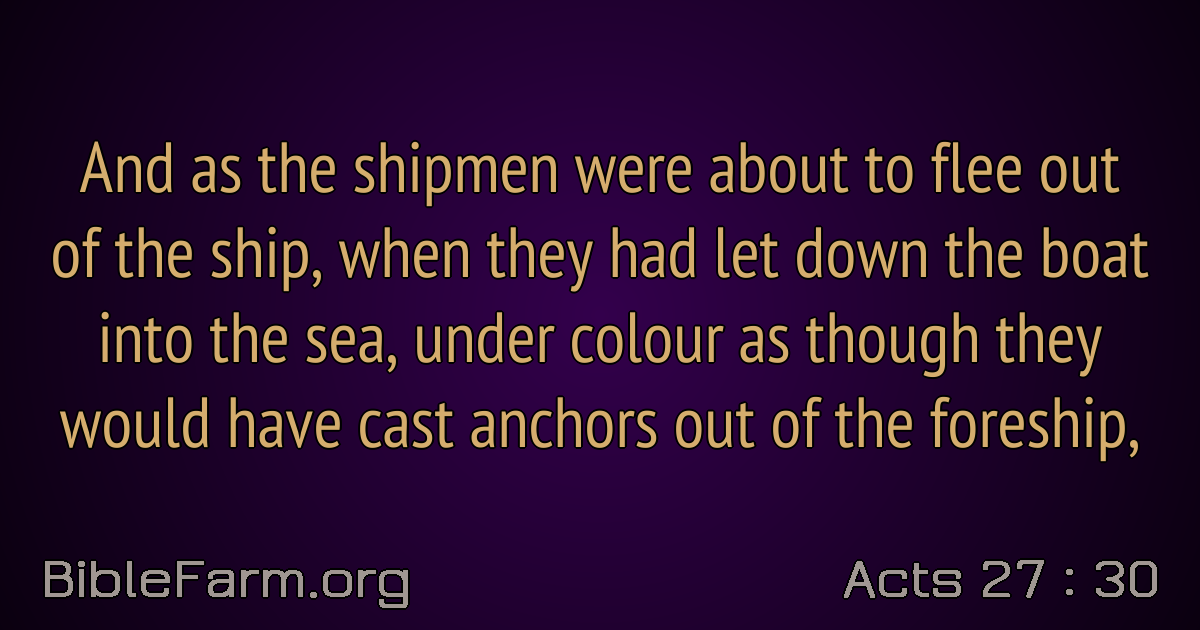 And as the shipmen were about to flee out
of the ship, when they had let down the boat
into the sea, under colour as though they
would have cast anchors out of the foreship,
BibleFarm.org
Acts 27 : 30